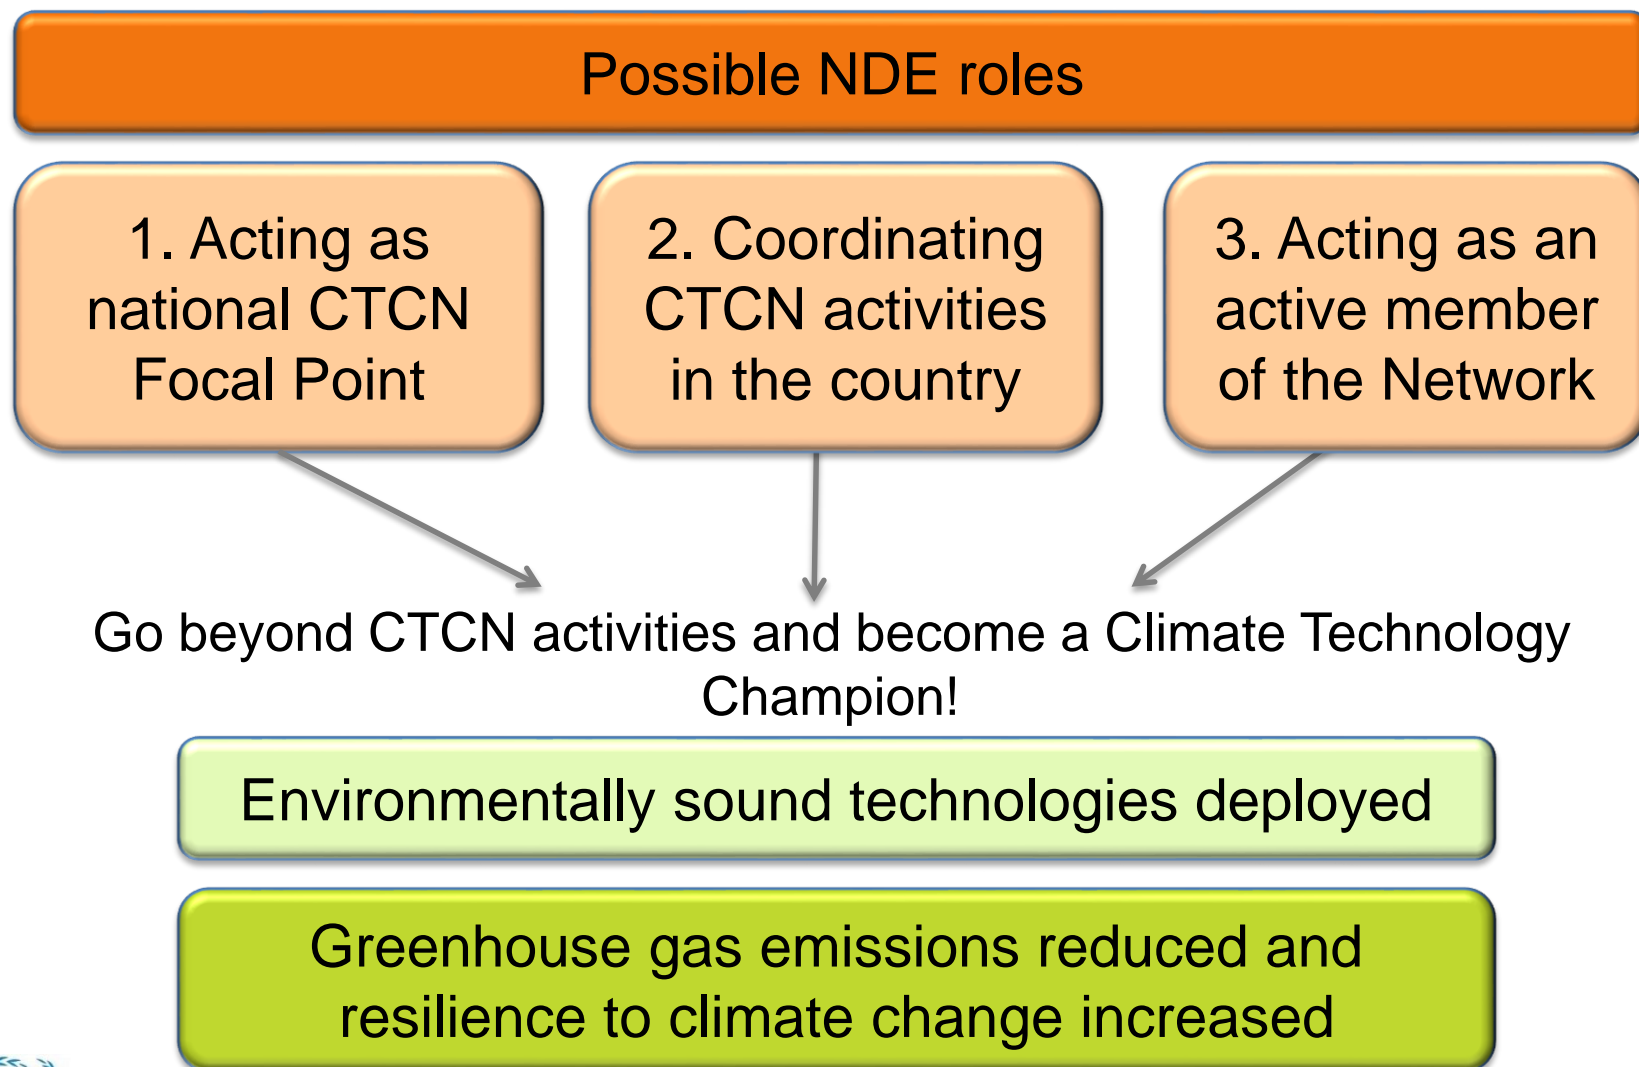 Possible NDE roles
1. Acting as
national CTCN
Focal Point
2. Coordinating
CTCN activities
in the country
3. Acting as an
active member
of the Network
Go beyond CTCN activities and become a Climate Technology
Champion!
Environmentally sound technologies deployed
Greenhouse gas emissions reduced and
resilience to climate change increased